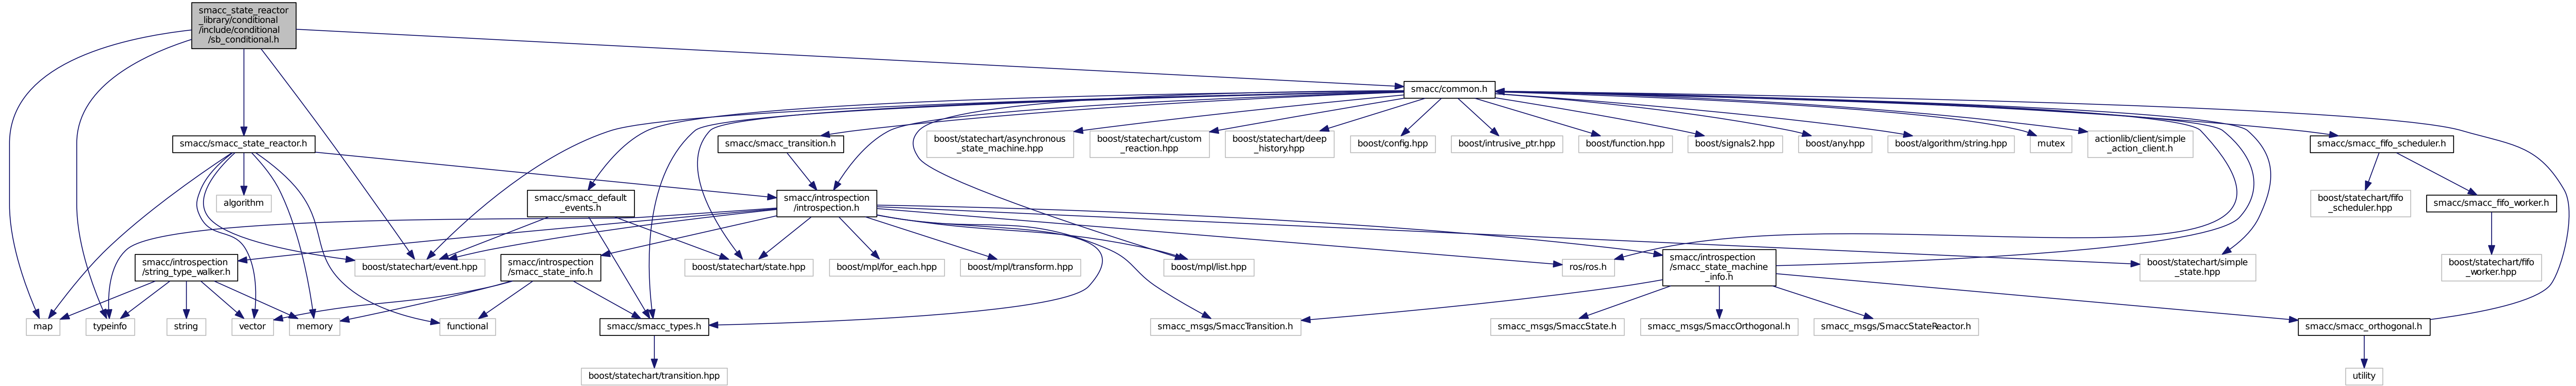 smacc_state_reactor
_library/conditional
/include/conditional
/sb_conditional.h
smacc/common.h
smacc/smacc_state_reactor.h
smacc/smacc_transition.h
boost/statechart/asynchronous
_state_machine.hpp
boost/statechart/custom
_reaction.hpp
boost/statechart/deep
_history.hpp
boost/config.hpp
boost/intrusive_ptr.hpp
boost/function.hpp
boost/signals2.hpp
boost/any.hpp
boost/algorithm/string.hpp
mutex
actionlib/client/simple
_action_client.h
smacc/smacc_fifo_scheduler.h
algorithm
smacc/smacc_default
_events.h
smacc/introspection
/introspection.h
boost/statechart/fifo
_scheduler.hpp
smacc/smacc_fifo_worker.h
smacc/introspection
/string_type_walker.h
boost/statechart/event.hpp
smacc/introspection
/smacc_state_info.h
boost/statechart/state.hpp
boost/mpl/for_each.hpp
boost/mpl/transform.hpp
boost/mpl/list.hpp
ros/ros.h
smacc/introspection
/smacc_state_machine
_info.h
boost/statechart/simple
_state.hpp
boost/statechart/fifo
_worker.hpp
map
typeinfo
string
vector
memory
functional
smacc/smacc_types.h
smacc_msgs/SmaccTransition.h
smacc_msgs/SmaccState.h
smacc_msgs/SmaccOrthogonal.h
smacc_msgs/SmaccStateReactor.h
smacc/smacc_orthogonal.h
boost/statechart/transition.hpp
utility